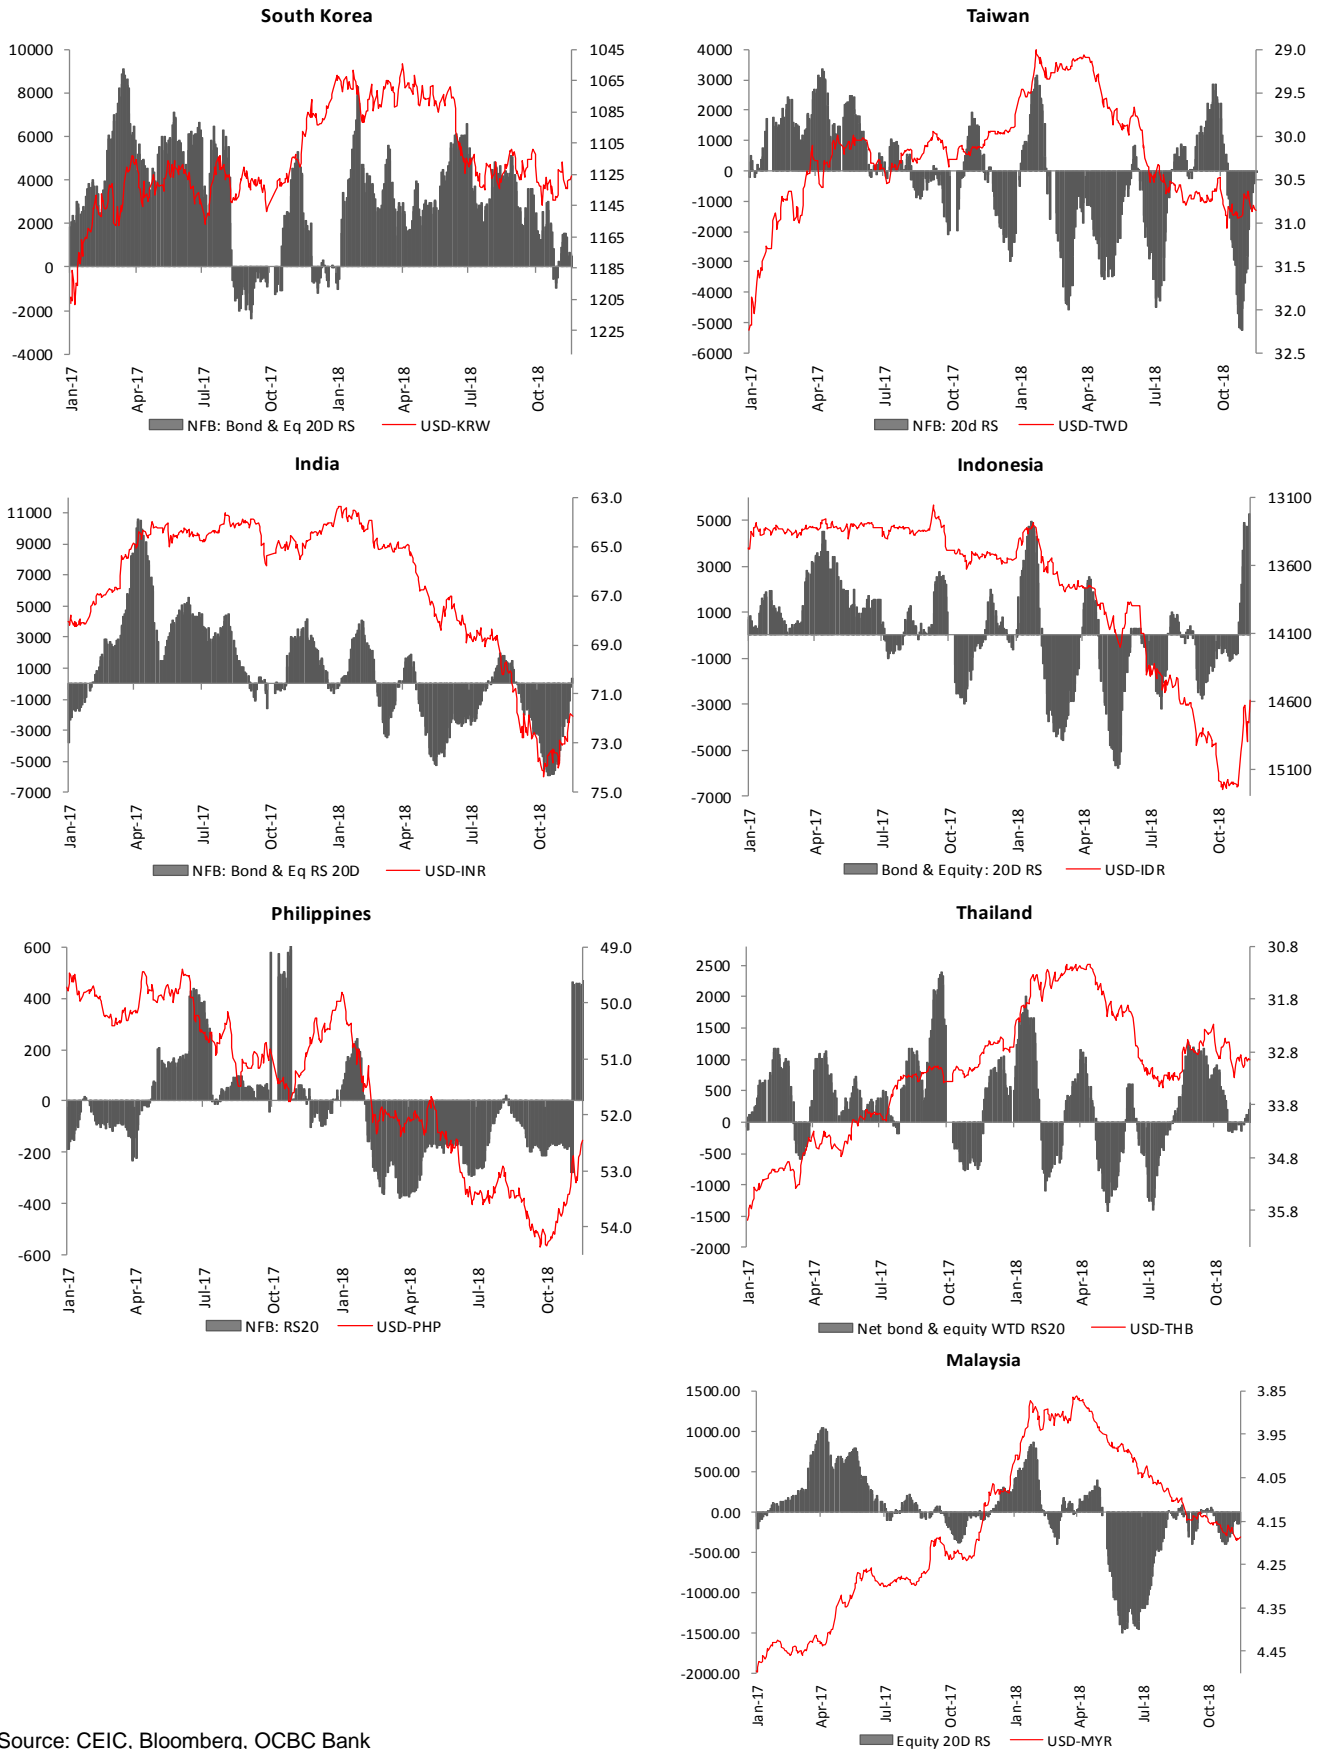 South Korea
10000
8000
6000
4000
2000
0
-2000
-4000
1045
1065
1085
1105
1125
1145
1165
1185
1205
1225
Jan-17
Apr-17
Jul-17
Oct-17
Jan-18
Apr-18
Jul-18
Oct-18
NFB: Bond & Eq 20D RS
USD-KRW
Taiwan
4000
3000
2000
1000
0
-1000
-2000
-3000
-4000
-5000
-6000
29.0
29.5
30.0
30.5
31.0
31.5
32.0
32.5
Jan-17
Apr-17
Jul-17
Oct-17
Jan-18
Apr-18
Jul-18
Oct-18
NFB: 20d RS
USD-TWD
India
11000
9000
7000
5000
3000
1000
-1000
-3000
-5000
-7000
63.0
65.0
67.0
69.0
71.0
73.0
75.0
Jan-17
Apr-17
Jul-17
Oct-17
Jan-18
Apr-18
Jul-18
Oct-18
NFB: Bond & Eq RS 20D
USD-INR
Indonesia
5000
3000
1000
-1000
-3000
-5000
-7000
13100
13600
14100
14600
15100
Jan-17
Apr-17
Jul-17
Oct-17
Jan-18
Apr-18
Jul-18
Oct-18
Bond & Equity: 20D RS
USD-IDR
Philippines
600
400
200
0
-200
-400
-600
49.0
50.0
51.0
52.0
53.0
54.0
Jan-17
Apr-17
Jul-17
Oct-17
Jan-18
Apr-18
Jul-18
Oct-18
NFB: RS20
USD-PHP
Thailand
2500
2000
1500
1000
500
0
-500
-1000
-1500
-2000
30.8
31.8
32.8
33.8
34.8
35.8
Jan-17
Apr-17
Jul-17
Oct-17
Jan-18
Apr-18
Jul-18
Oct-18
Net bond & equity WTD RS20
USD-THB
Malaysia
1500.00
1000.00
500.00
0.00
-500.00
-1000.00
-1500.00
-2000.00
3.85
3.95
4.05
4.15
4.25
4.35
4.45
Jan-17
Apr-17
Jul-17
Oct-17
Jan-18
Apr-18
Jul-18
Oct-18
Equity 20D RS
USD-MYR
Source: CEIC, Bloomberg, OCBC Bank